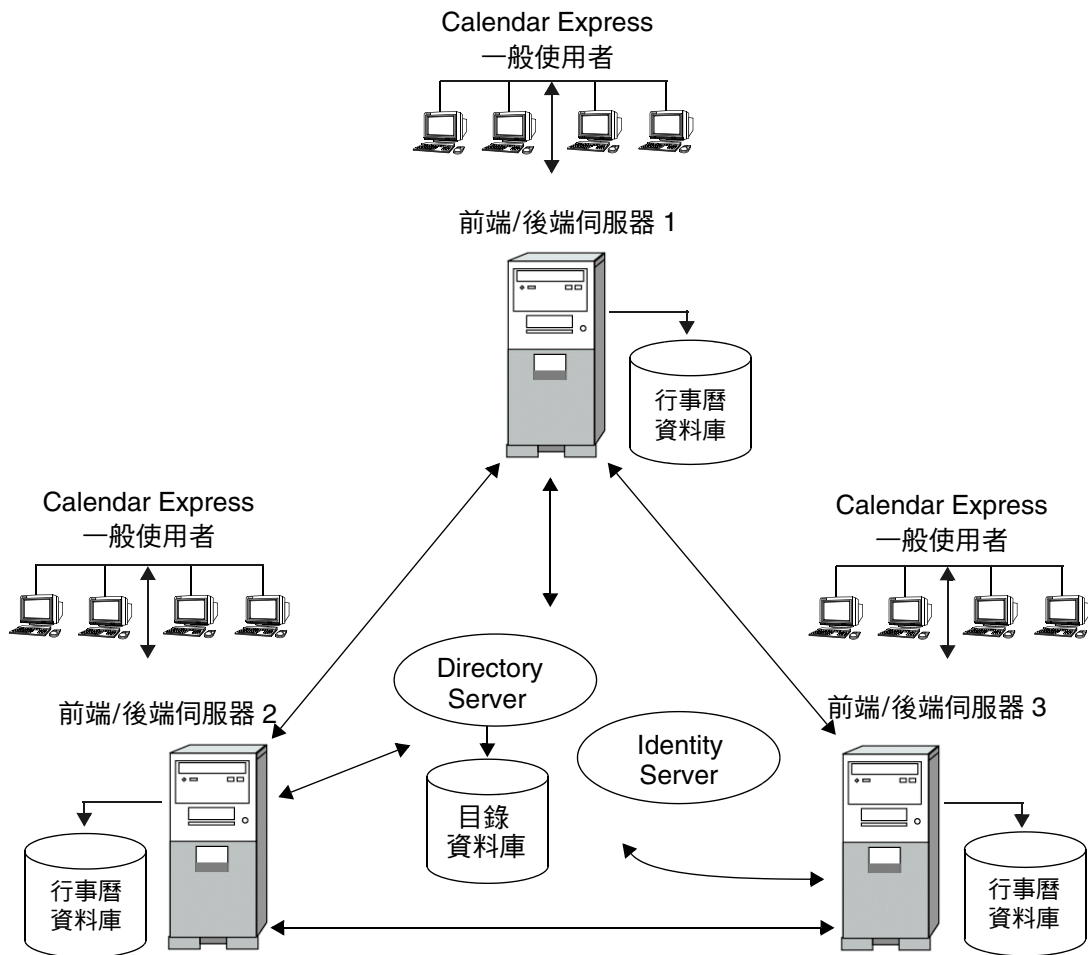 Calendar Express
一般使用者
前端/後端伺服器 1
行事曆
資料庫
Calendar Express
一般使用者
Calendar Express
一般使用者
前端/後端伺服器 2
Directory
Server
前端/後端伺服器 3
Identity
Server
目錄
資料庫
行事曆
資料庫
行事曆
資料庫